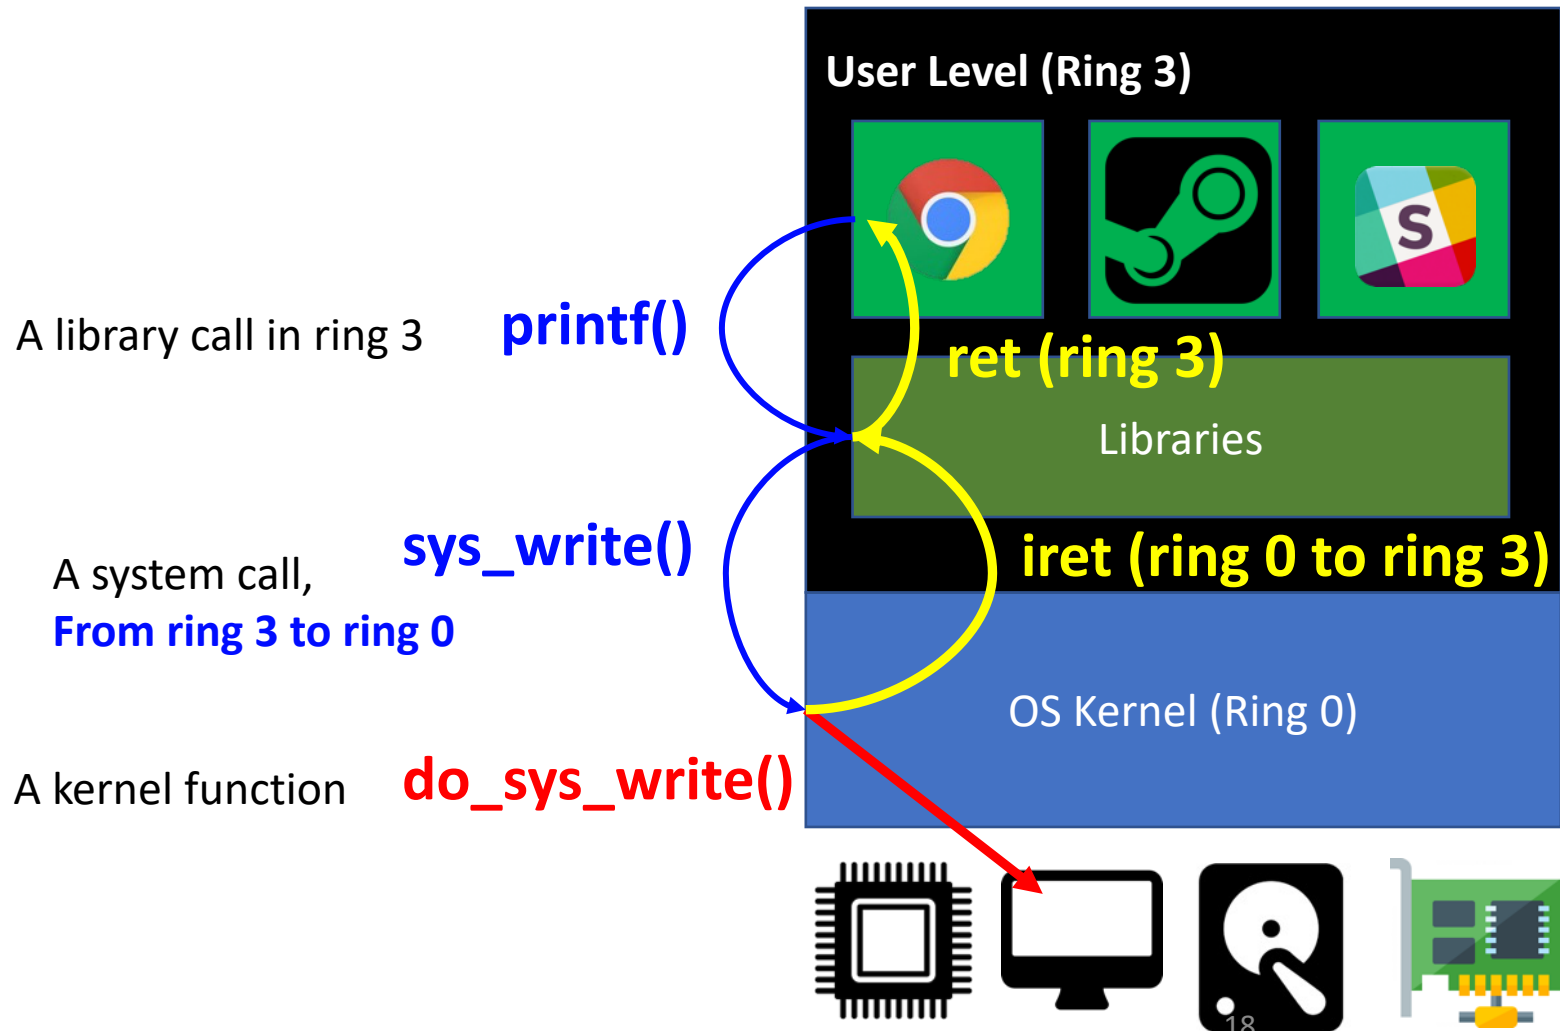 User Level (Ring 3)
S
A library call in ring 3
printf()
ret (ring 3)
Libraries
sys_write()
iret (ring 0 to ring 3)
A system call,
From ring 3 to ring 0
OS Kernel (Ring 0)
A kernel function
do_sys_write()
18